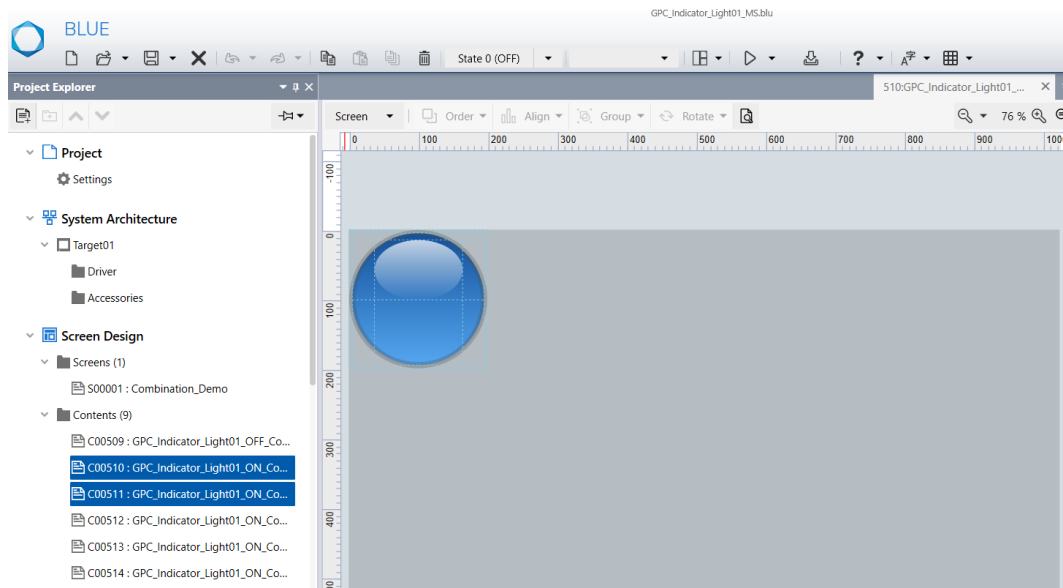 GPC_Indicator_Light01_MS.blu
BLUE
State 0 (OFF)
?
Project Explorer
510:GPC_Indicator_Light01_...
Screen
Order
Align
Group
Rotate
76 %
0 100 200 300 400 500 600 700 800 900 100
-100
0
100
200
300
400
Project
Settings
System Architecture
Target01
Driver
Accessories
Screen Design
Screens (1)
S00001 : Combination_Demo
Contents (9)
C00509 : GPC_Indicator_Light01_OFF_Co...
C00510 : GPC_Indicator_Light01_ON_Co...
C00511 : GPC_Indicator_Light01_ON_Co...
C00512 : GPC_Indicator_Light01_ON_Co...
C00513 : GPC_Indicator_Light01_ON_Co...
C00514 : GPC_Indicator_Light01_ON_Co...